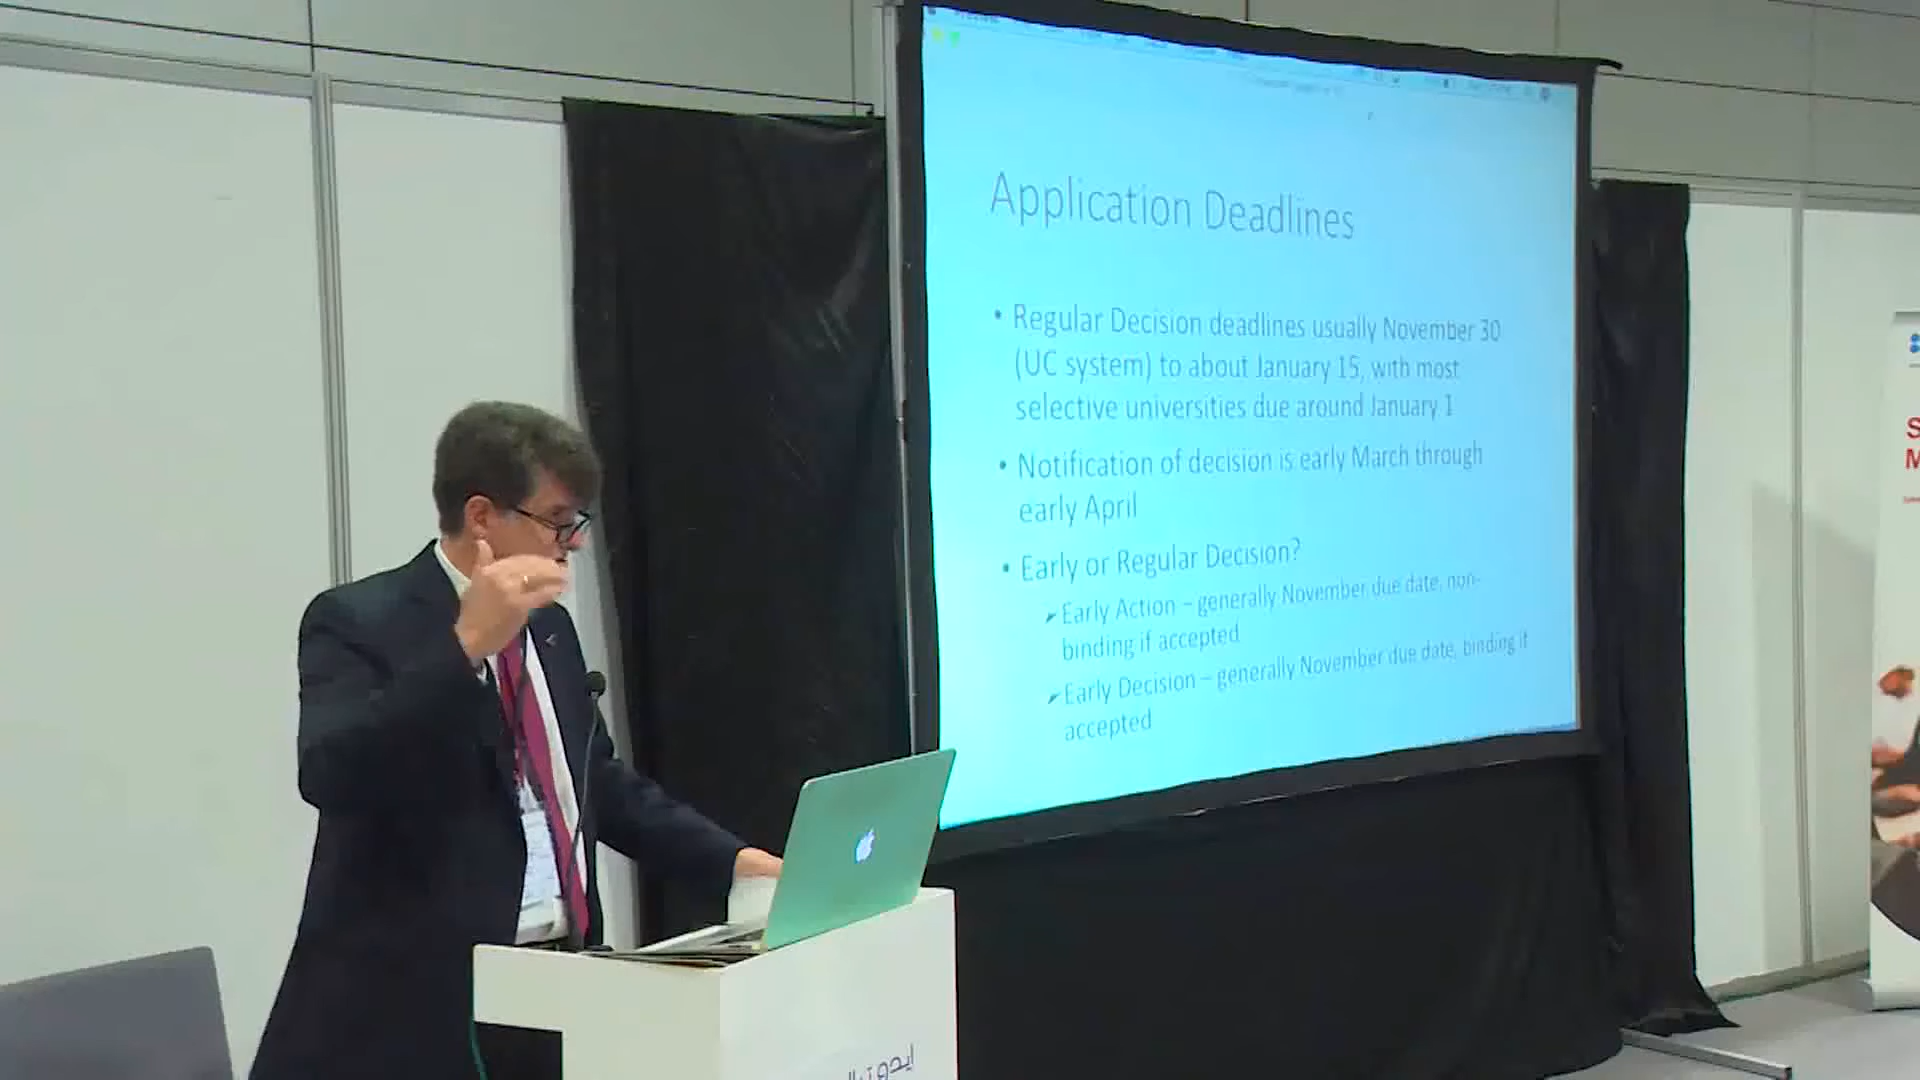 Application Deadlines
• Regular Decision deadlines usually November 30
(UC system) to about January 15, with most
selective universities due around January 1
• Notification of decision is early March through
early April
• Early or Regular Decision?
➤Early Action – generally November due date, non-
binding if accepted
➤Early Decision – generally November due date, binding if
accepted
S
M